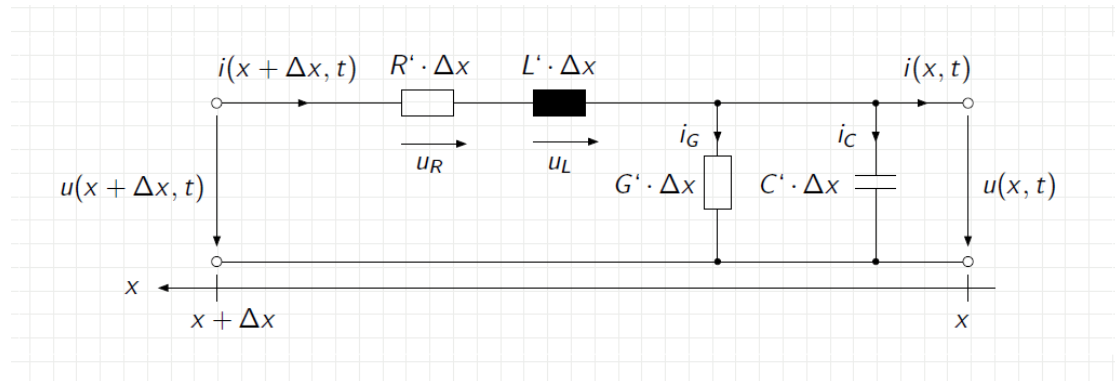 i(x + Δx, t) R‘ · Δx L‘ · Δx i(x, t)
u_R u_L i_G i_C
u(x + Δx, t) G‘ · Δx C‘ · Δx u(x, t)
x
x + Δx x